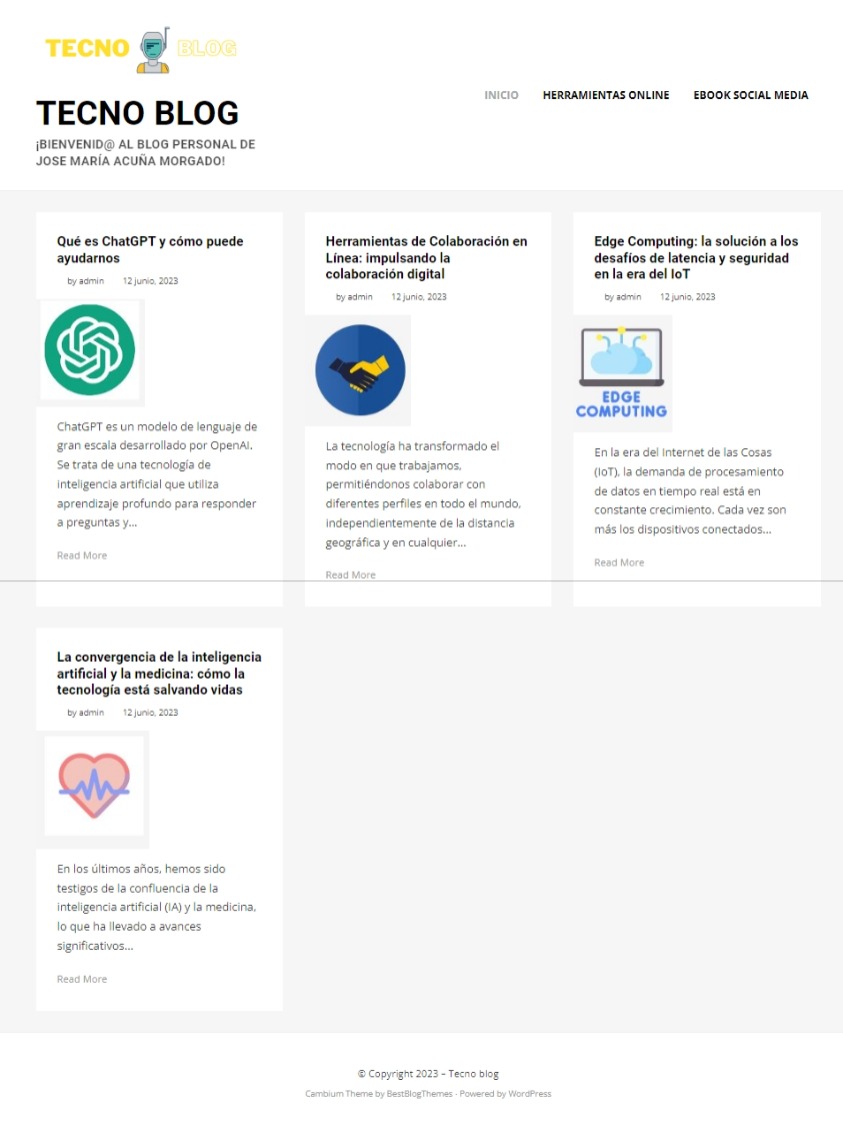 TECNO BLOG
TECNO BLOG
¡BIENVENID@ AL BLOG PERSONAL DE
JOSE MARÍA ACUÑA MORGADO!
INICIO HERRAMIENTAS ONLINE EBOOK SOCIAL MEDIA
Qué es ChatGPT y cómo puede
ayudarnos
by admin 12 junio, 2023
ChatGPT es un modelo de lenguaje de
gran escala desarrollado por OpenAI.
Se trata de una tecnología de
inteligencia artificial que utiliza
aprendizaje profundo para responder
a preguntas y...
Read More
Herramientas de Colaboración en
Línea: impulsando la
colaboración digital
by admin 12 junio, 2023
La tecnología ha transformado el
modo en que trabajamos,
permitiéndonos colaborar con
diferentes perfiles en todo el mundo,
independientemente de la distancia
geográfica y en cualquier...
Read More
Edge Computing: la solución a los
desafíos de latencia y seguridad
en la era del IoT
by admin 12 junio, 2023
EDGE
COMPUTING
En la era del Internet de las Cosas
(IoT), la demanda de procesamiento
de datos en tiempo real está en
constante crecimiento. Cada vez son
más los dispositivos conectados...
Read More
La convergencia de la inteligencia
artificial y la medicina: cómo la
tecnología está salvando vidas
by admin 12 junio, 2023
En los últimos años, hemos sido
testigos de la confluencia de la
inteligencia artificial (IA) y la medicina,
lo que ha llevado a avances
significativos...
Read More
© Copyright 2023 – Tecno blog
Cambium Theme by BestBlogThemes - Powered by WordPress